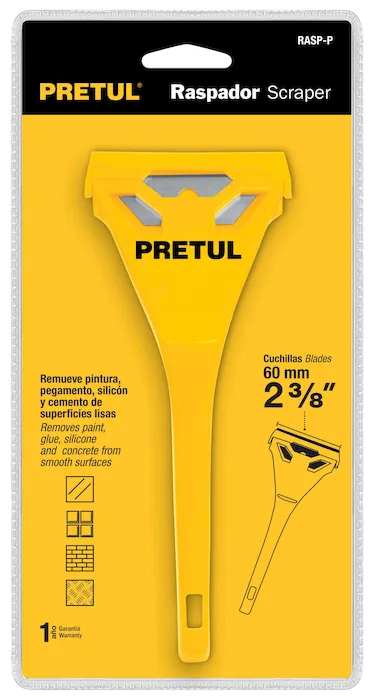 RASP-P
PRETUL® Raspador Scraper
PRETUL
Cuchillas Blades
60 mm
2 3/8"
Remueve pintura,
pegamento, silicón
y cemento de
superficies lisas
Removes paint,
glue, silicone
and concrete from
smooth surfaces
1 año Garantía
Warranty